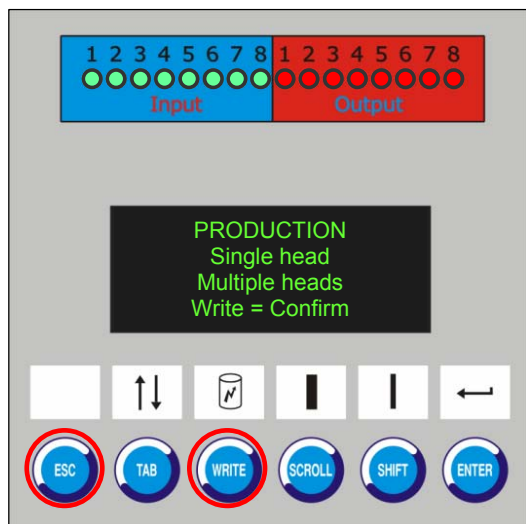 1 2 3 4 5 6 7 8 1 2 3 4 5 6 7 8
Input Output
PRODUCTION
Single head
Multiple heads
Write = Confirm
ESC TAB WRITE SCROLL SHIFT ENTER